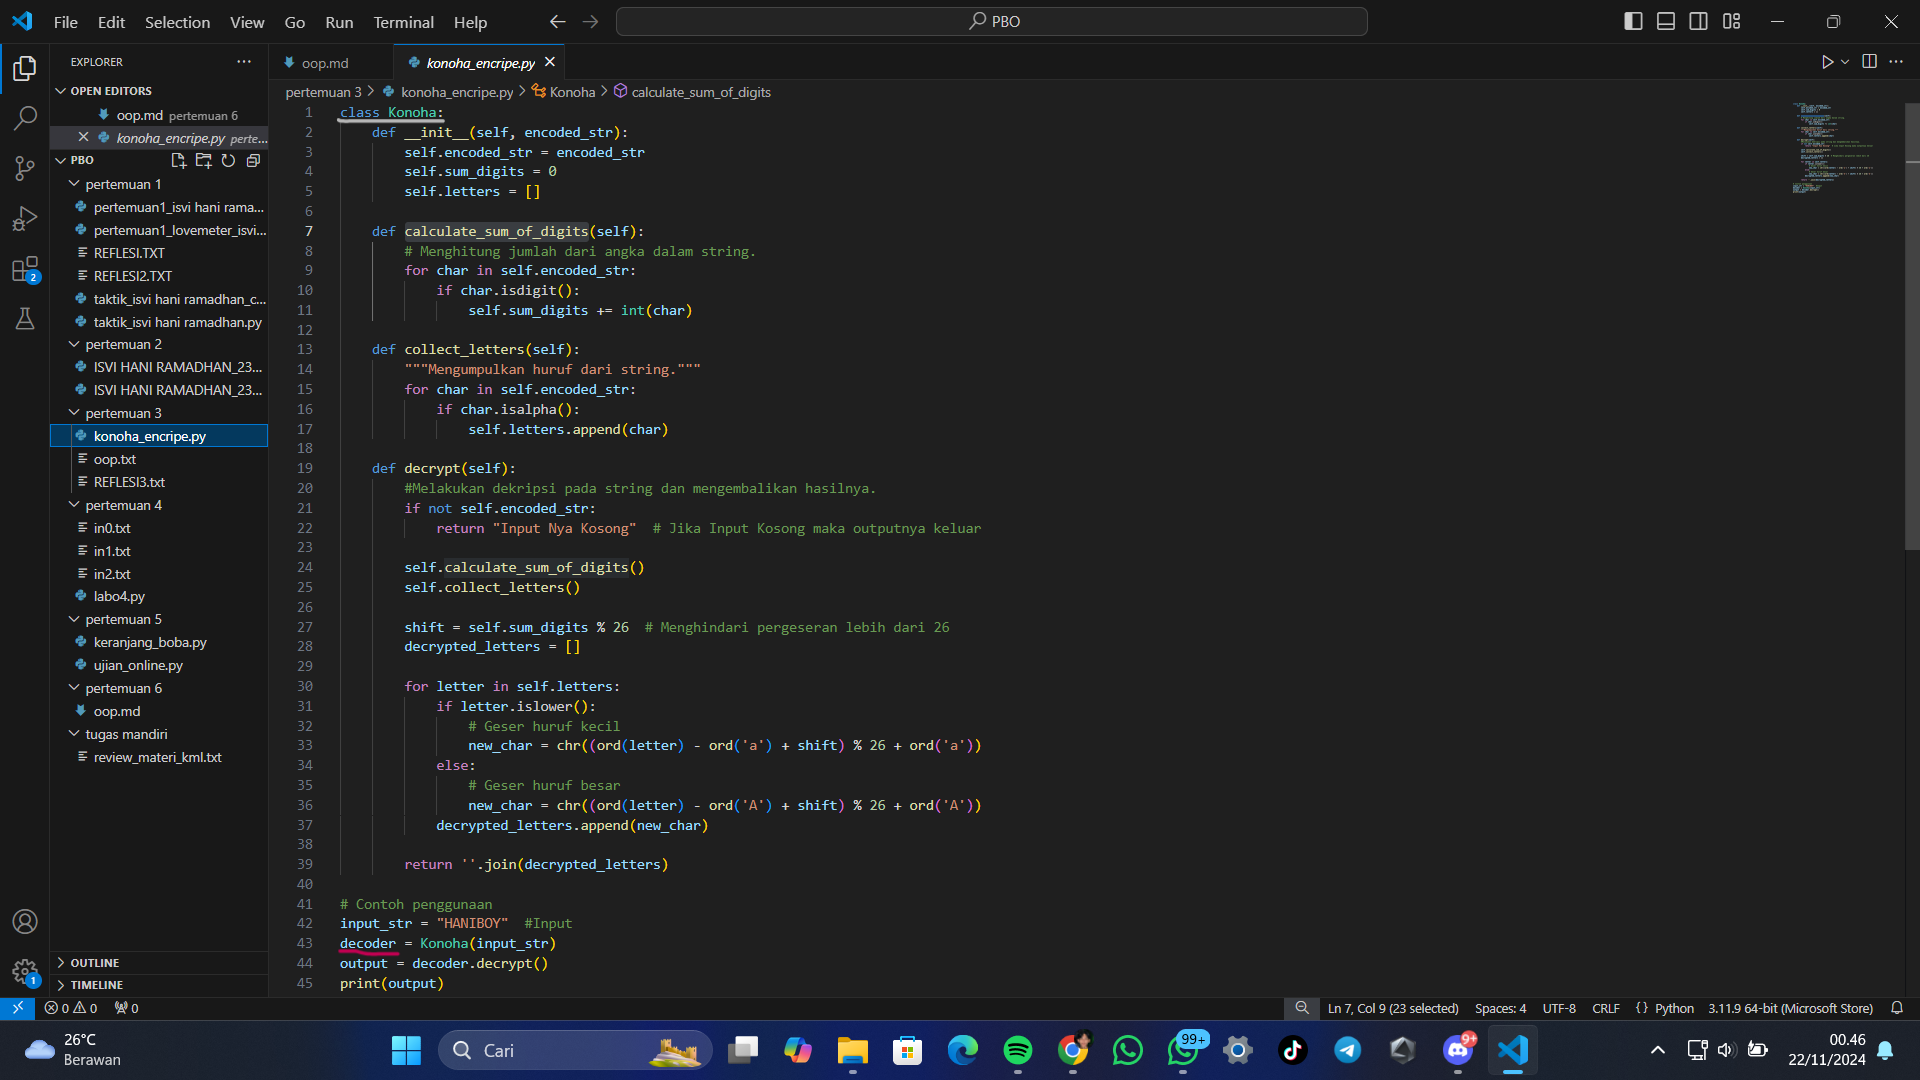 File Edit Selection View Go Run Terminal Help
PBO
EXPLORER
OPEN EDITORS
oop.md pertemuan 6
konoha_encripe.py perte...
PBO
pertemuan 1
pertemuan1_isvi hani rama...
pertemuan1_lovemeter_isvi...
REFLESI.TXT
REFLESI2.TXT
taktik_isvi hani ramadhan_c...
taktik_isvi hani ramadhan.py
pertemuan 2
ISVI HANI RAMADHAN_23...
ISVI HANI RAMADHAN_23...
pertemuan 3
konoha_encripe.py
oop.txt
REFLESI3.txt
pertemuan 4
in0.txt
in1.txt
in2.txt
labo4.py
pertemuan 5
keranjang_boba.py
ujian_online.py
pertemuan 6
oop.md
tugas mandiri
review_materi_kml.txt
OUTLINE
TIMELINE
2
1
oop.md
konoha_encripe.py
pertemuan 3 > konoha_encripe.py > Konoha > calculate_sum_of_digits
1 class Konoha:
2 def __init__(self, encoded_str):
3 self.encoded_str = encoded_str
4 self.sum_digits = 0
5 self.letters = []
6
7 def calculate_sum_of_digits(self):
8 # Menghitung jumlah dari angka dalam string.
9 for char in self.encoded_str:
10 if char.isdigit():
11 self.sum_digits += int(char)
12
13 def collect_letters(self):
14 """Mengumpulkan huruf dari string."""
15 for char in self.encoded_str:
16 if char.isalpha():
17 self.letters.append(char)
18
19 def decrypt(self):
20 #Melakukan dekripsi pada string dan mengembalikan hasilnya.
21 if not self.encoded_str:
22 return "Input Nya Kosong" # Jika Input Kosong maka outputnya keluar
23
24 self.calculate_sum_of_digits()
25 self.collect_letters()
26
27 shift = self.sum_digits % 26 # Menghindari pergeseran lebih dari 26
28 decrypted_letters = []
29
30 for letter in self.letters:
31 if letter.islower():
32 # Geser huruf kecil
33 new_char = chr((ord(letter) - ord('a') + shift) % 26 + ord('a'))
34 else:
35 # Geser huruf besar
36 new_char = chr((ord(letter) - ord('A') + shift) % 26 + ord('A'))
37 decrypted_letters.append(new_char)
38
39 return ''.join(decrypted_letters)
40
41 # Contoh penggunaan
42 input_str = "HANIBOY" #Input
43 decoder = Konoha(input_str)
44 output = decoder.decrypt()
45 print(output)
0 0 0
Ln 7, Col 9 (23 selected) Spaces: 4 UTF-8 CRLF { } Python 3.11.9 64-bit (Microsoft Store)
26°C
Berawan
Cari
99+
9+
00.46
22/11/2024